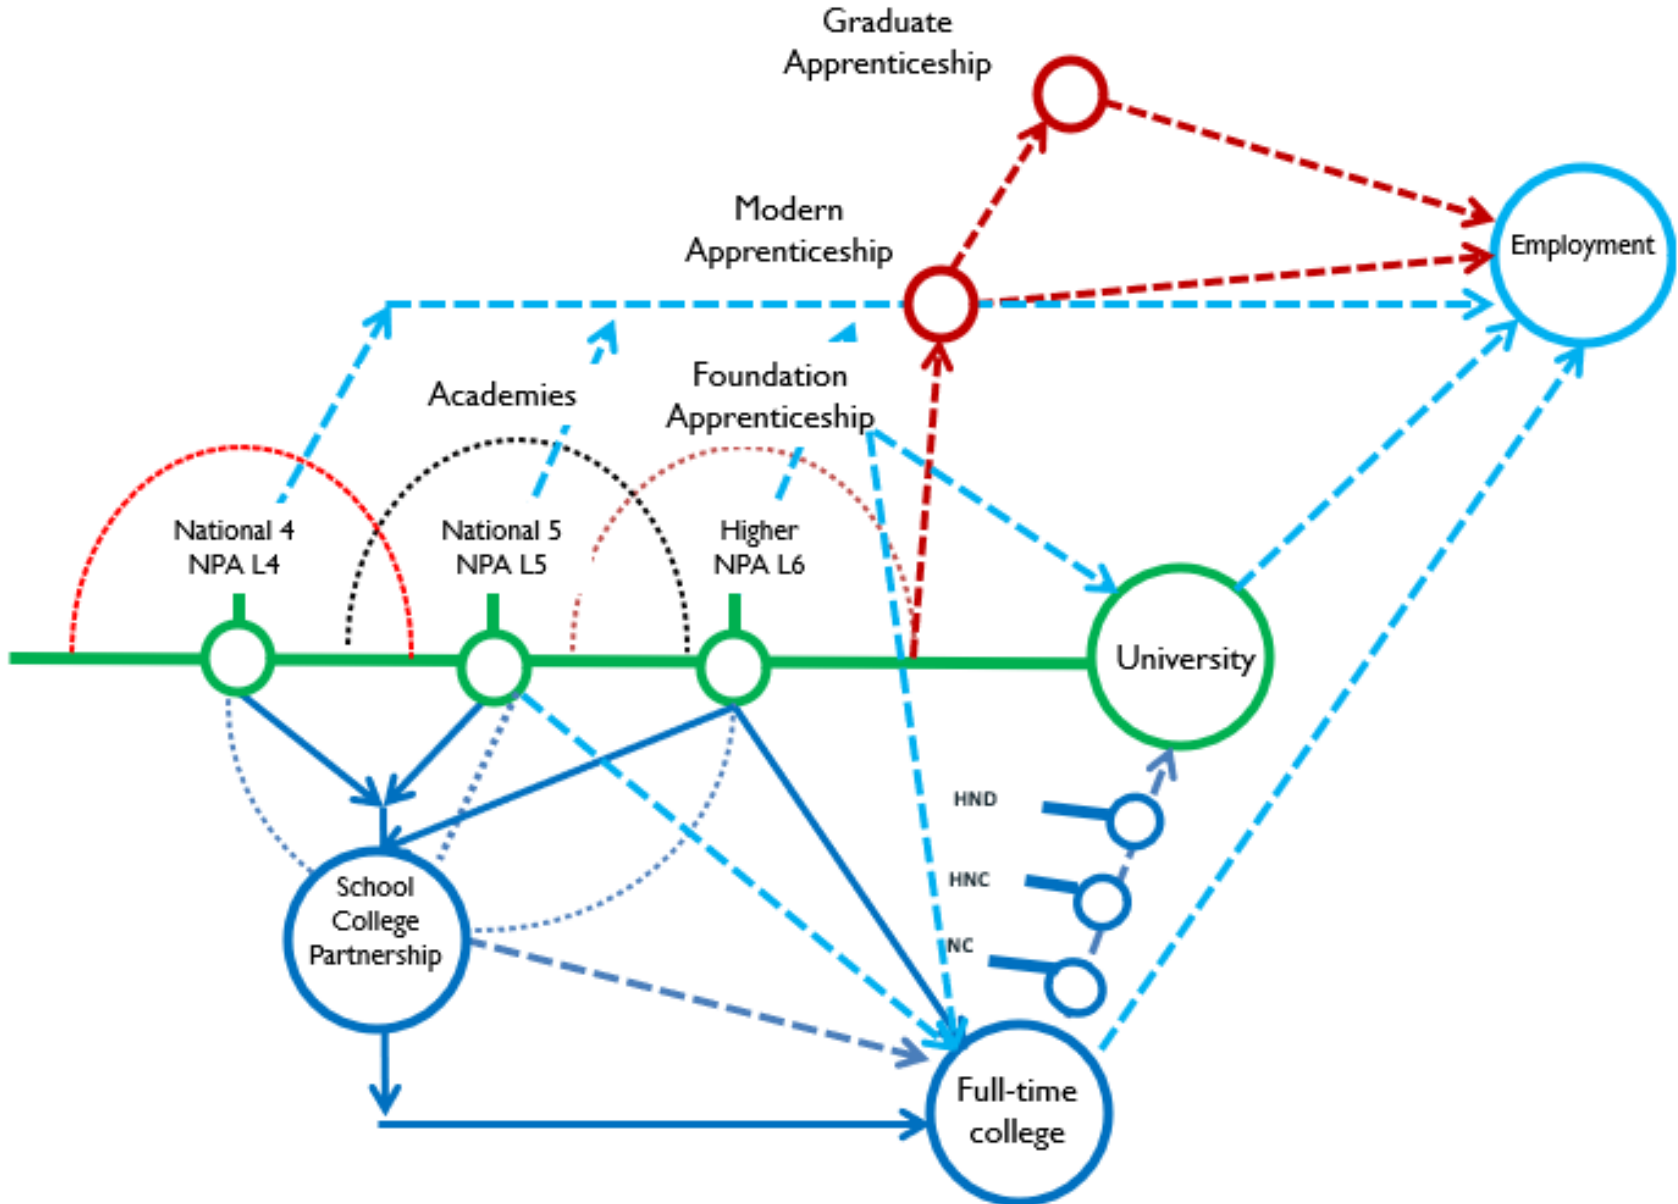 Graduate
Apprenticeship
Modern
Apprenticeship
Employment
Foundation
Apprenticeship
Academies
National 4
NPA L4
National 5
NPA L5
Higher
NPA L6
University
HND
HNC
NC
School
College
Partnership
Full-time
college